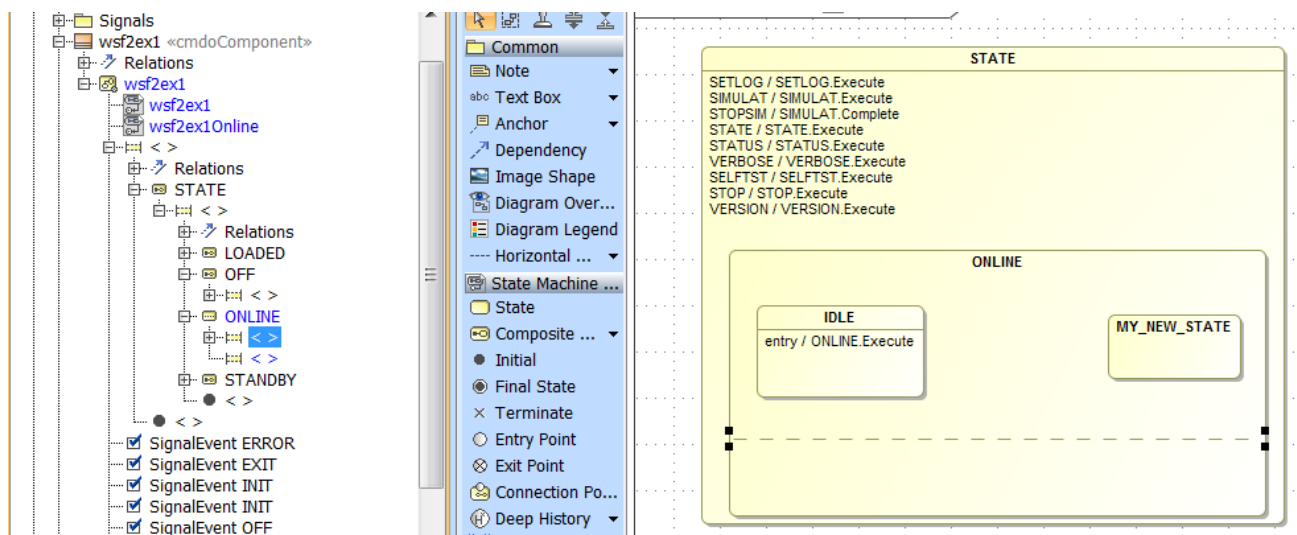 Signals
wsf2ex1 «cmdoComponent»
Relations
wsf2ex1
wsf2ex1
wsf2ex1Online
< >
Relations
STATE
< >
Relations
LOADED
OFF
< >
ONLINE
< >
< >
STANDBY
< >
< >
SignalEvent ERROR
SignalEvent EXIT
SignalEvent INIT
SignalEvent INIT
SignalEvent OFF
Common
Note
abc Text Box
Anchor
Dependency
Image Shape
Diagram Over...
Diagram Legend
Horizontal ...
State Machine ...
State
Composite ...
Initial
Final State
Terminate
Entry Point
Exit Point
Connection Po...
H Deep History
STATE
SETLOG / SETLOG.Execute
SIMULAT / SIMULAT.Execute
STOPSIM / SIMULAT.Complete
STATE / STATE.Execute
STATUS / STATUS.Execute
VERBOSE / VERBOSE.Execute
SELFTST / SELFTST.Execute
STOP / STOP.Execute
VERSION / VERSION.Execute
ONLINE
IDLE
entry / ONLINE.Execute
MY_NEW_STATE